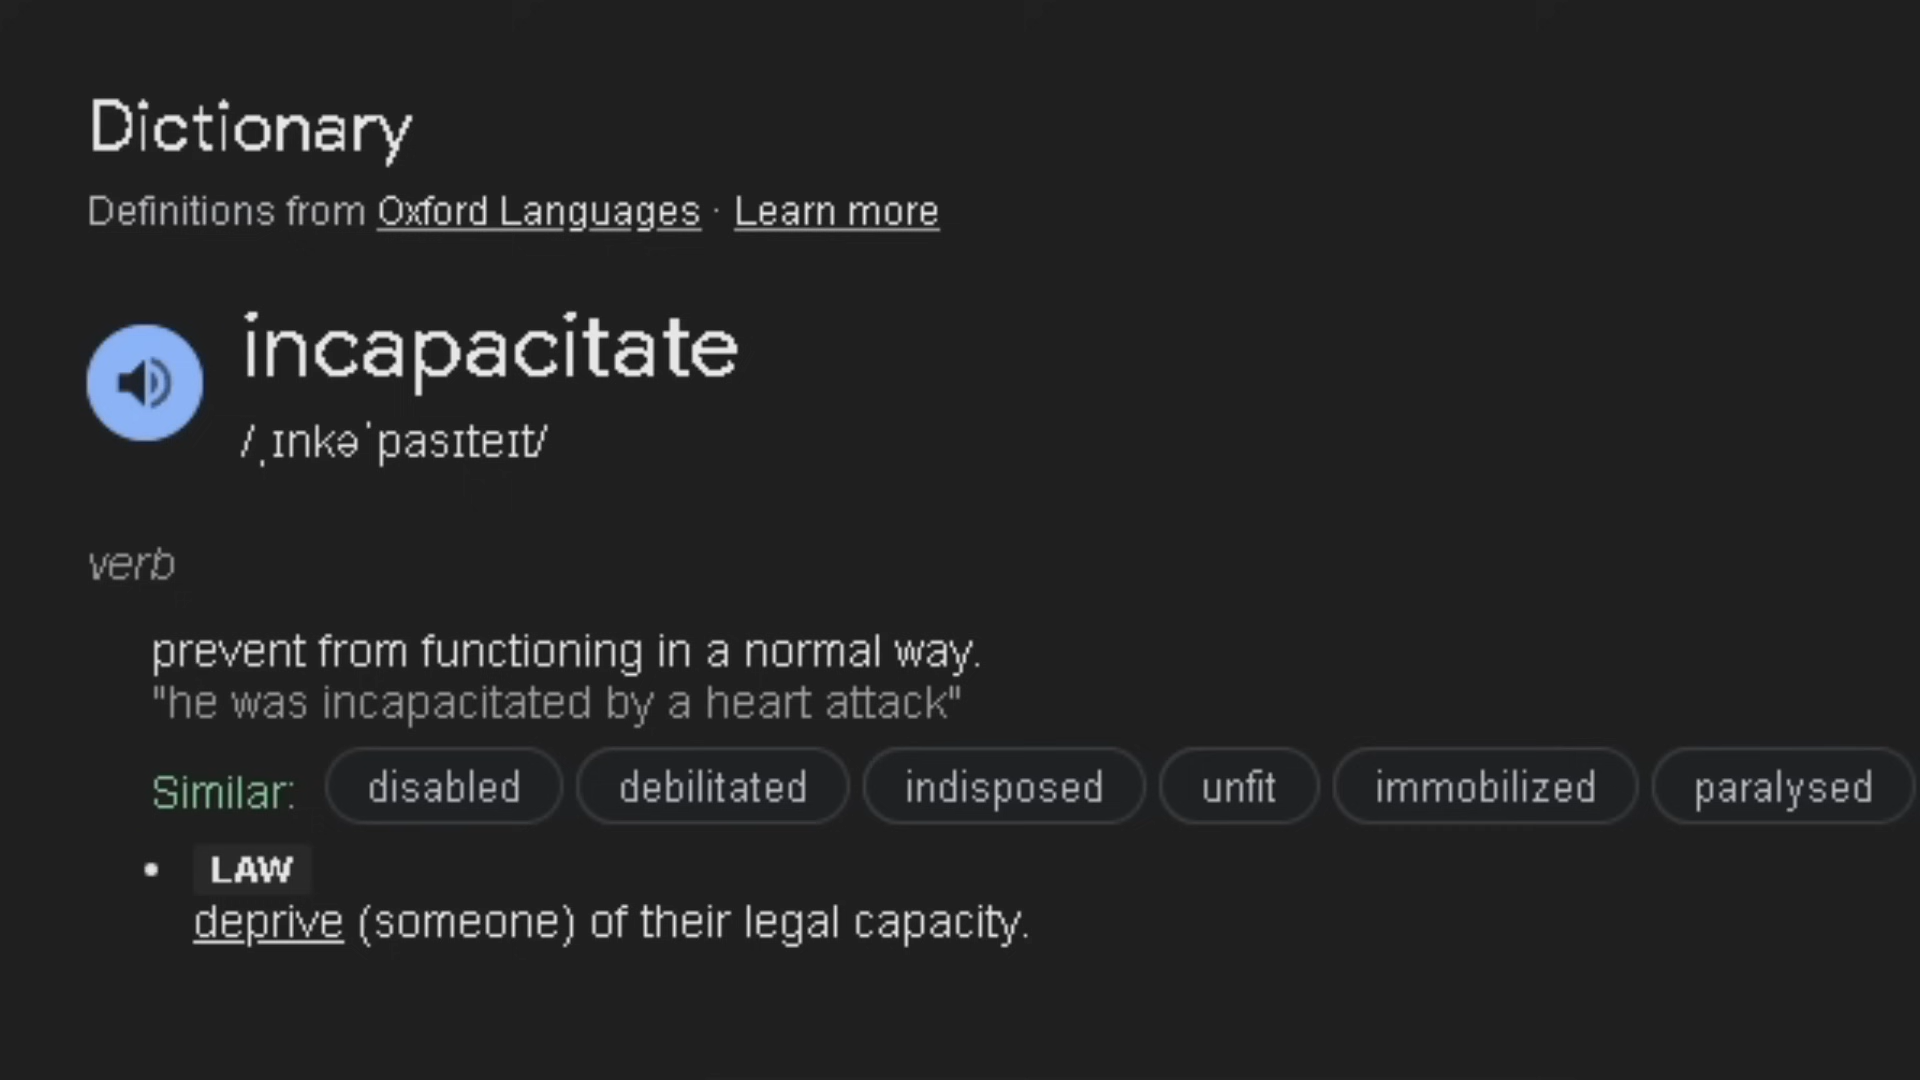 Dictionary
Definitions from Oxford Languages · Learn more
incapacitate
/ˌɪnkəˈpasɪteɪt/
verb
prevent from functioning in a normal way.
"he was incapacitated by a heart attack"
Similar: disabled debilitated indisposed unfit immobilized paralysed
• LAW
deprive (someone) of their legal capacity.